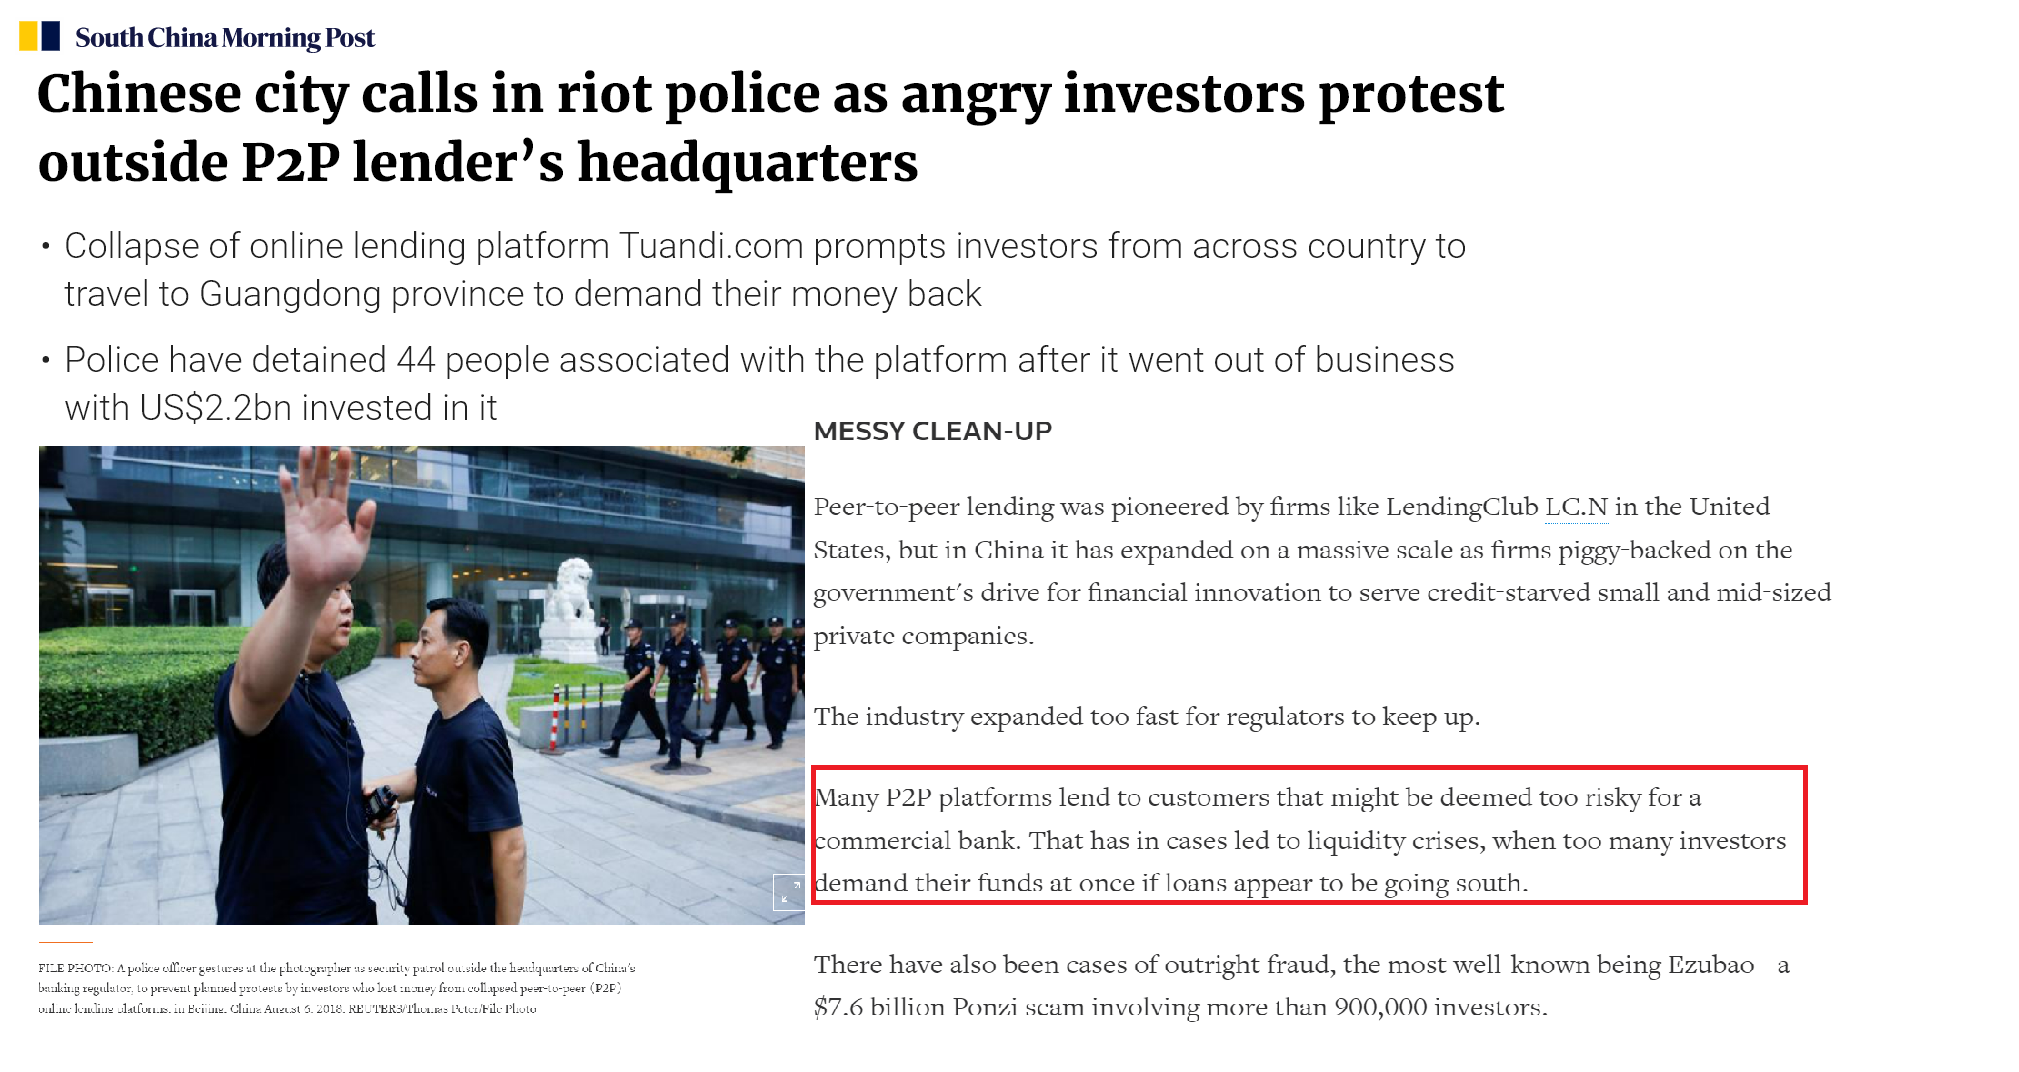 South China Morning Post
Chinese city calls in riot police as angry investors protest
outside P2P lender’s headquarters
• Collapse of online lending platform Tuandi.com prompts investors from across country to
travel to Guangdong province to demand their money back
• Police have detained 44 people associated with the platform after it went out of business
with US$2.2bn invested in it
FILE PHOTO: A police officer gestures at the photographer as security patrol outside the headquarters of China's
banking regulator, to prevent planned protests by investors who lost money from collapsed peer-to-peer (P2P)
online lending platforms, in Beijing, China August 6, 2018. REUTERS/Thomas Peter/File Photo
MESSY CLEAN-UP
Peer-to-peer lending was pioneered by firms like LendingClub LC.N in the United
States, but in China it has expanded on a massive scale as firms piggy-backed on the
government's drive for financial innovation to serve credit-starved small and mid-sized
private companies.
The industry expanded too fast for regulators to keep up.
Many P2P platforms lend to customers that might be deemed too risky for a
commercial bank. That has in cases led to liquidity crises, when too many investors
demand their funds at once if loans appear to be going south.
There have also been cases of outright fraud, the most well known being Ezubao a
$7.6 billion Ponzi scam involving more than 900,000 investors.